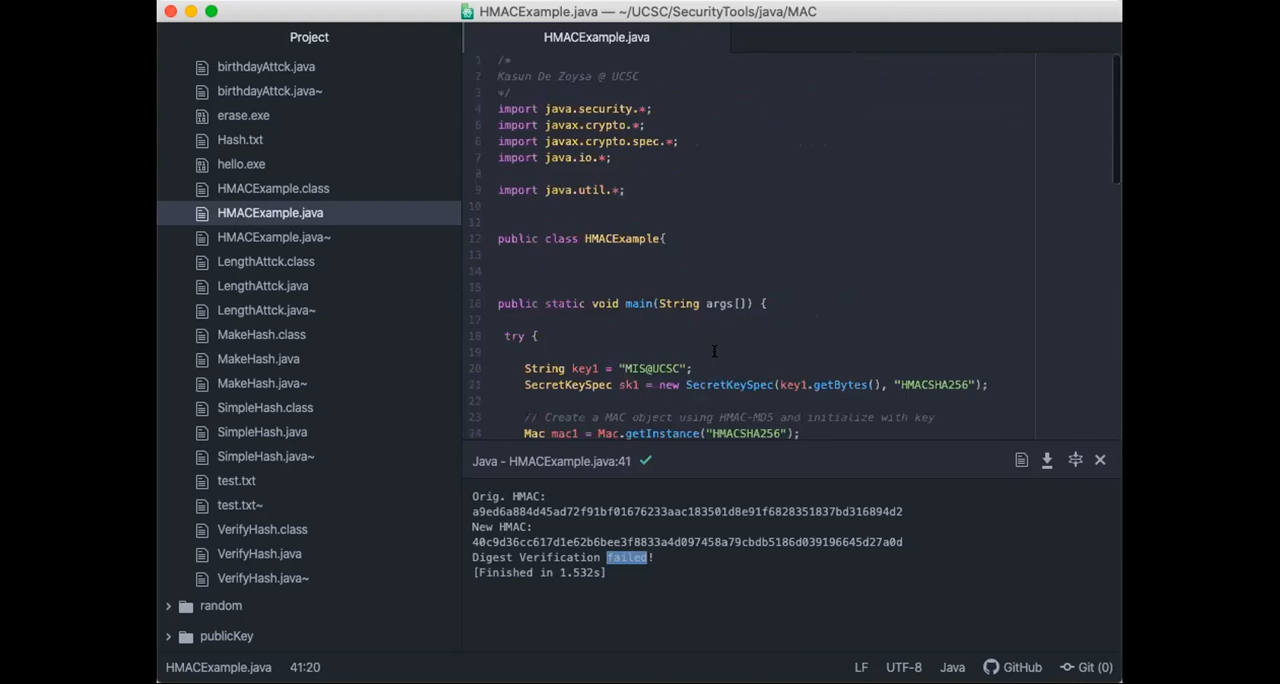 HMACExample.java — ~/UCSC/SecurityTools/java/MAC
Project
birthdayAttck.java
birthdayAttck.java~
erase.exe
Hash.txt
hello.exe
HMACExample.class
HMACExample.java
HMACExample.java~
LengthAttck.class
LengthAttck.java
LengthAttck.java~
MakeHash.class
MakeHash.java
MakeHash.java~
SimpleHash.class
SimpleHash.java
SimpleHash.java~
test.txt
test.txt~
VerifyHash.class
VerifyHash.java
VerifyHash.java~
random
publicKey
HMACExample.java
1 /*
2 Kasun De Zoysa @ UCSC
3 */
4 import java.security.*;
5 import javax.crypto.*;
6 import javax.crypto.spec.*;
7 import java.io.*;
8
9 import java.util.*;
10
12
12 public class HMACExample{
13
14
15
16 public static void main(String args[]) {
17
18 try {
19
20 String key1 = "MIS@UCSC";
21 SecretKeySpec sk1 = new SecretKeySpec(key1.getBytes(), "HMACSHA256");
22
23 // Create a MAC object using HMAC-MD5 and initialize with key
24 Mac mac1 = Mac.getInstance("HMACSHA256");
Java - HMACExample.java:41
Orig. HMAC:
a9ed6a884d45ad72f91bf01676233aac183501d8e91f6828351837bd316894d2
New HMAC:
40c9d36cc617d1e62b6bee3f8833a4d097458a79cbdb5186d039196645d27a0d
Digest Verification failed!
[Finished in 1.532s]
HMACExample.java 41:20 LF UTF-8 Java GitHub Git (0)